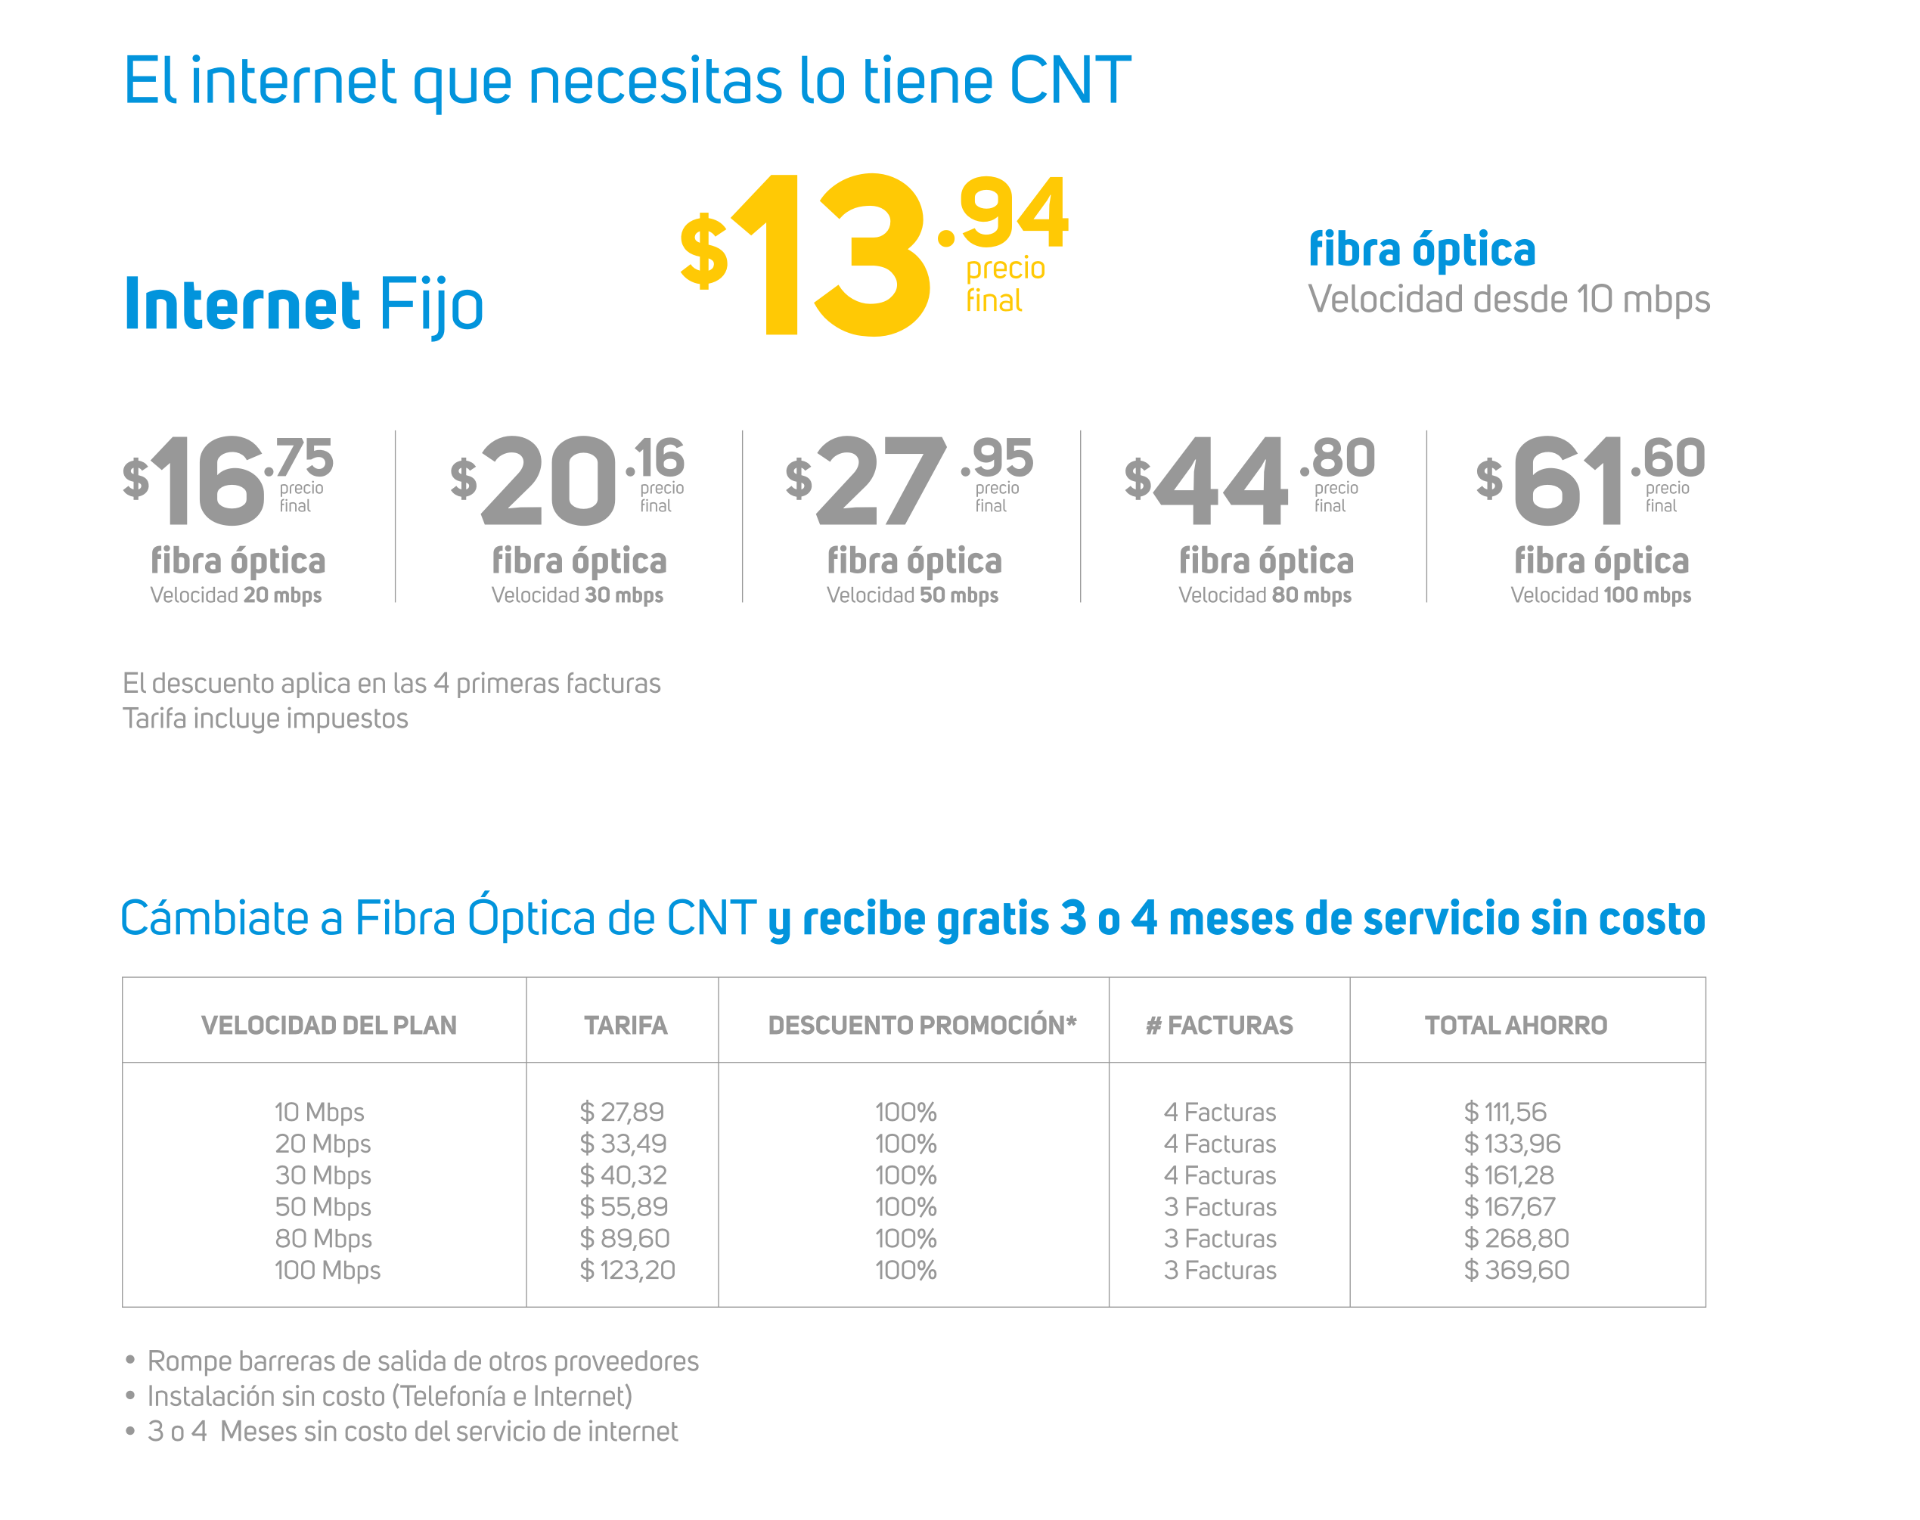 El internet que necesitas lo tiene CNT
Internet Fijo
$13.94
precio
final
fibra óptica
Velocidad desde 10 mbps
$16.75
precio
final
fibra óptica
Velocidad 20 mbps
$20.16
precio
final
fibra óptica
Velocidad 30 mbps
$27.95
precio
final
fibra óptica
Velocidad 50 mbps
$44.80
precio
final
fibra óptica
Velocidad 80 mbps
$61.60
precio
final
fibra óptica
Velocidad 100 mbps
El descuento aplica en las 4 primeras facturas
Tarifa incluye impuestos
Cámbiate a Fibra Óptica de CNT y recibe gratis 3 o 4 meses de servicio sin costo
VELOCIDAD DEL PLAN TARIFA DESCUENTO PROMOCIÓN* # FACTURAS TOTAL AHORRO
10 Mbps $ 27,89 100% 4 Facturas $ 111,56
20 Mbps $ 33,49 100% 4 Facturas $ 133,96
30 Mbps $ 40,32 100% 4 Facturas $ 161,28
50 Mbps $ 55,89 100% 3 Facturas $ 167,67
80 Mbps $ 89,60 100% 3 Facturas $ 268,80
100 Mbps $ 123,20 100% 3 Facturas $ 369,60
• Rompe barreras de salida de otros proveedores
• Instalación sin costo (Telefonía e Internet)
• 3 o 4 Meses sin costo del servicio de internet